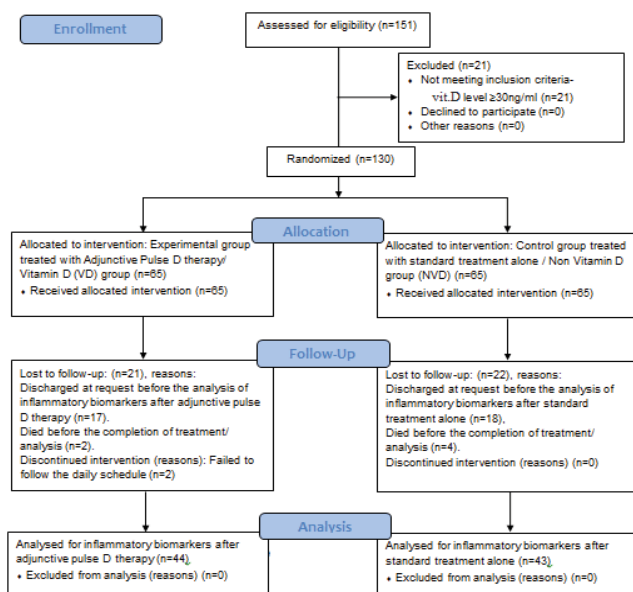 Enrollment
Assessed for eligibility (n=151)
Excluded (n=21)
♦ Not meeting inclusion criteria-
vit.D level ≥30ng/ml (n=21)
♦ Declined to participate (n=0)
♦ Other reasons (n=0)
Randomized (n=130)
Allocation
Allocated to intervention: Experimental group
treated with Adjunctive Pulse D therapy/
Vitamin D (VD) group (n=65)
♦ Received allocated intervention (n=65)
Allocated to intervention: Control group treated
with standard treatment alone / Non Vitamin D
group (NVD) (n=65)
♦ Received allocated intervention (n=65)
Follow-Up
Lost to follow-up: (n=21), reasons:
Discharged at request before the analysis of
inflammatory biomarkers after adjunctive pulse
D therapy (n=17).
Died before the completion of treatment/
analysis (n=2).
Discontinued intervention (reasons): Failed to
follow the daily schedule (n=2)
Lost to follow-up: (n=22), reasons:
Discharged at request before the analysis of
inflammatory biomarkers after standard
treatment alone (n=18),
Died before the completion of treatment/
analysis (n=4).
Discontinued intervention (reasons) (n=0)
Analysis
Analysed for inflammatory biomarkers after
adjunctive pulse D therapy (n=44).
♦ Excluded from analysis (reasons) (n=0)
Analysed for inflammatory biomarkers after
standard treatment alone (n=43).
♦ Excluded from analysis (reasons) (n=0)